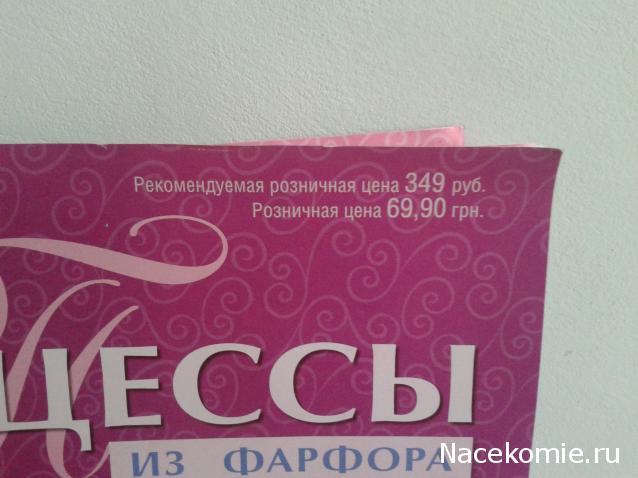 Рекомендуемая розничная цена 349 руб.
Розничная цена 69,90 грн.
ЦЕССЫ
ИЗ ФАРФОРА
Nacekomie.ru